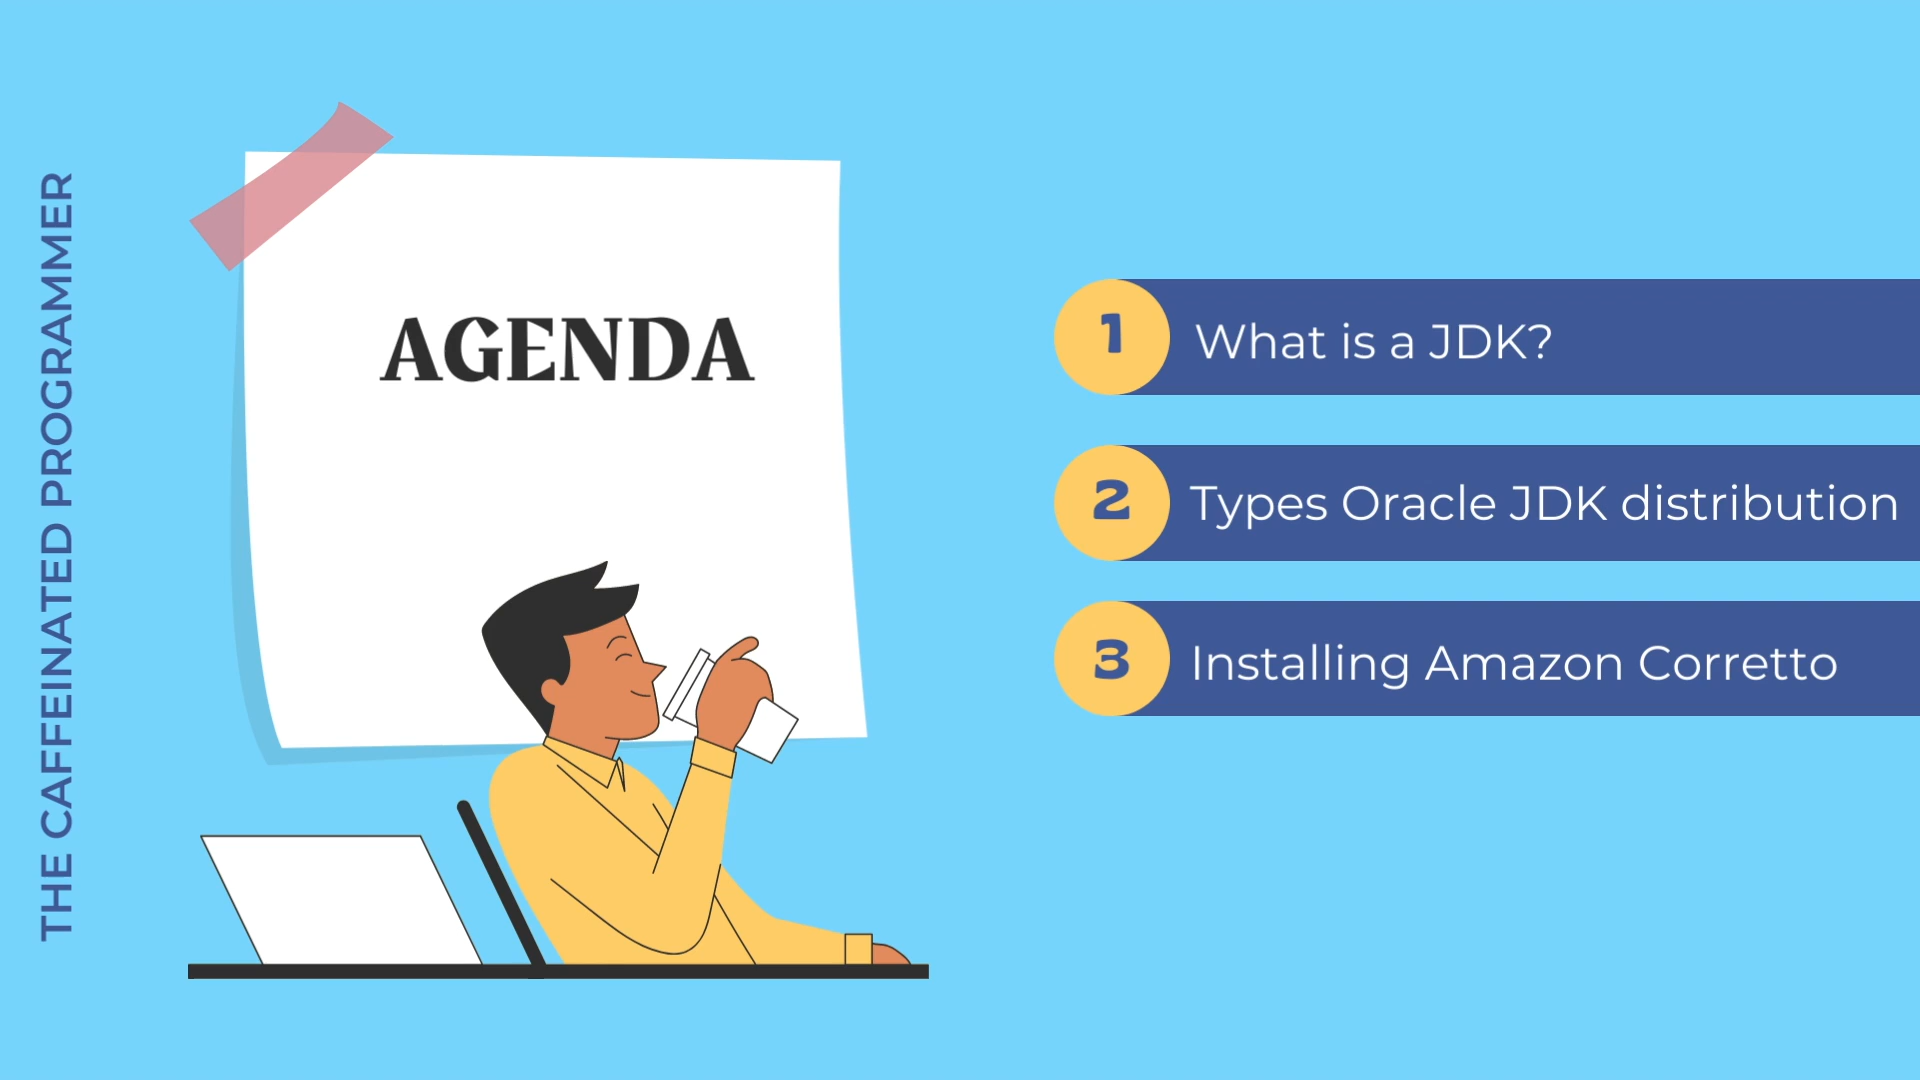 THE CAFFEINATED PROGRAMMER
AGENDA
1 What is a JDK?
2 Types Oracle JDK distribution
3 Installing Amazon Corretto